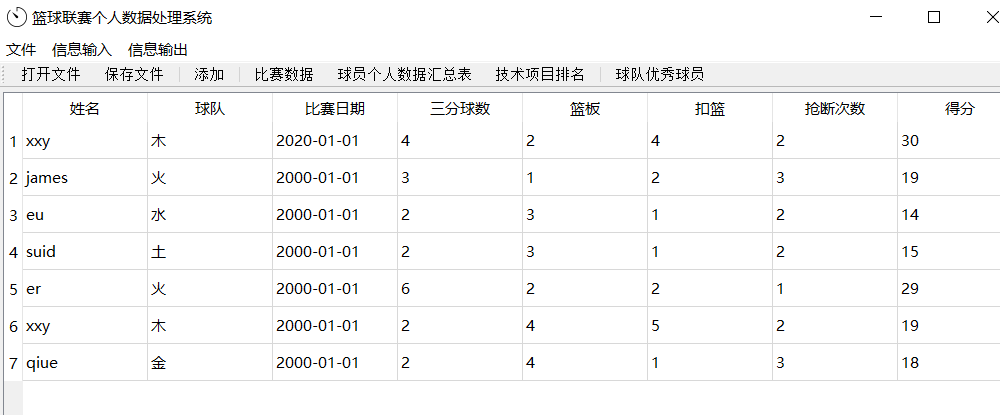 篮球联赛个人数据处理系统
文件 信息输入 信息输出
打开文件 保存文件 添加 比赛数据 球员个人数据汇总表 技术项目排名 球队优秀球员
姓名 球队 比赛日期 三分球数 篮板 扣篮 抢断次数 得分
1 xxy 木 2020-01-01 4 2 4 2 30
2 james 火 2000-01-01 3 1 2 3 19
3 eu 水 2000-01-01 2 3 1 2 14
4 suid 土 2000-01-01 2 3 1 2 15
5 er 火 2000-01-01 6 2 2 1 29
6 xxy 木 2000-01-01 2 4 5 2 19
7 qiue 金 2000-01-01 2 4 1 3 18